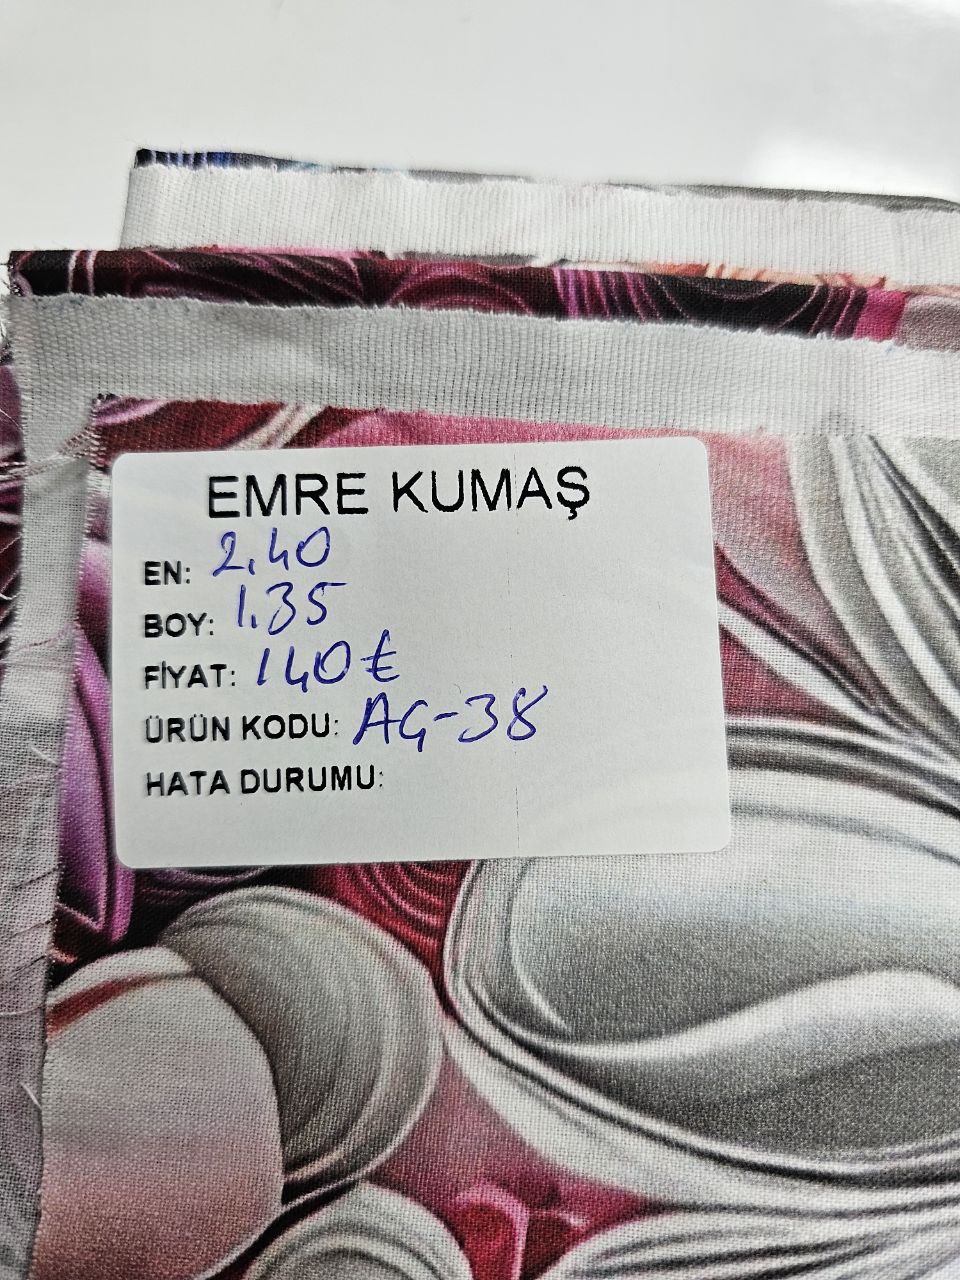 EMRE KUMAŞ
EN: 2.40
BOY: 1.35
FİYAT: 140 ₺
ÜRÜN KODU: AG-38
HATA DURUMU: